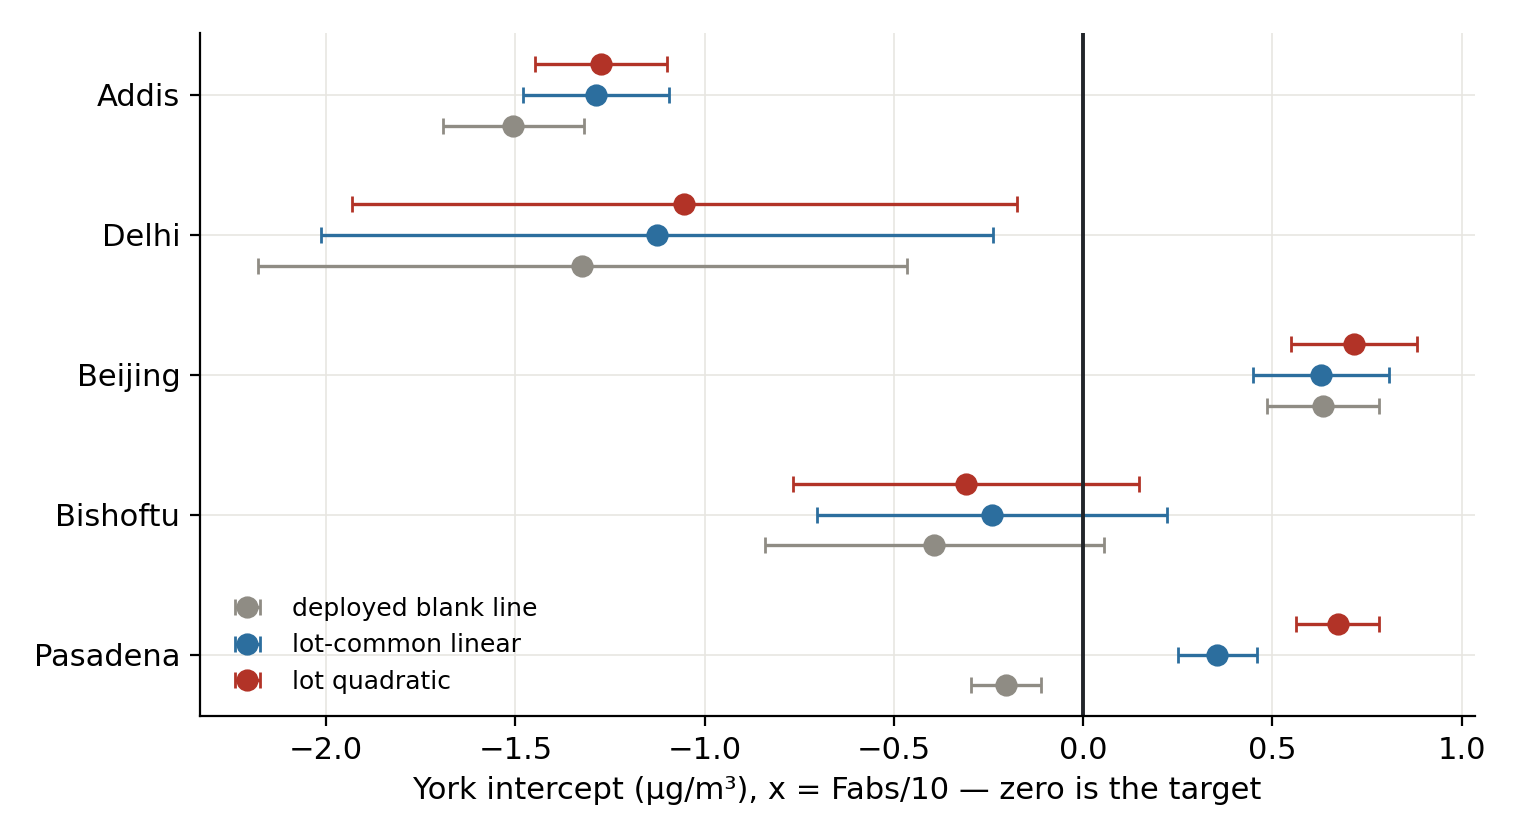 Addis
Delhi
Beijing
Bishoftu
Pasadena
deployed blank line
lot-common linear
lot quadratic
−2.0 −1.5 −1.0 −0.5 0.0 0.5 1.0
York intercept (µg/m³), x = Fabs/10 — zero is the target